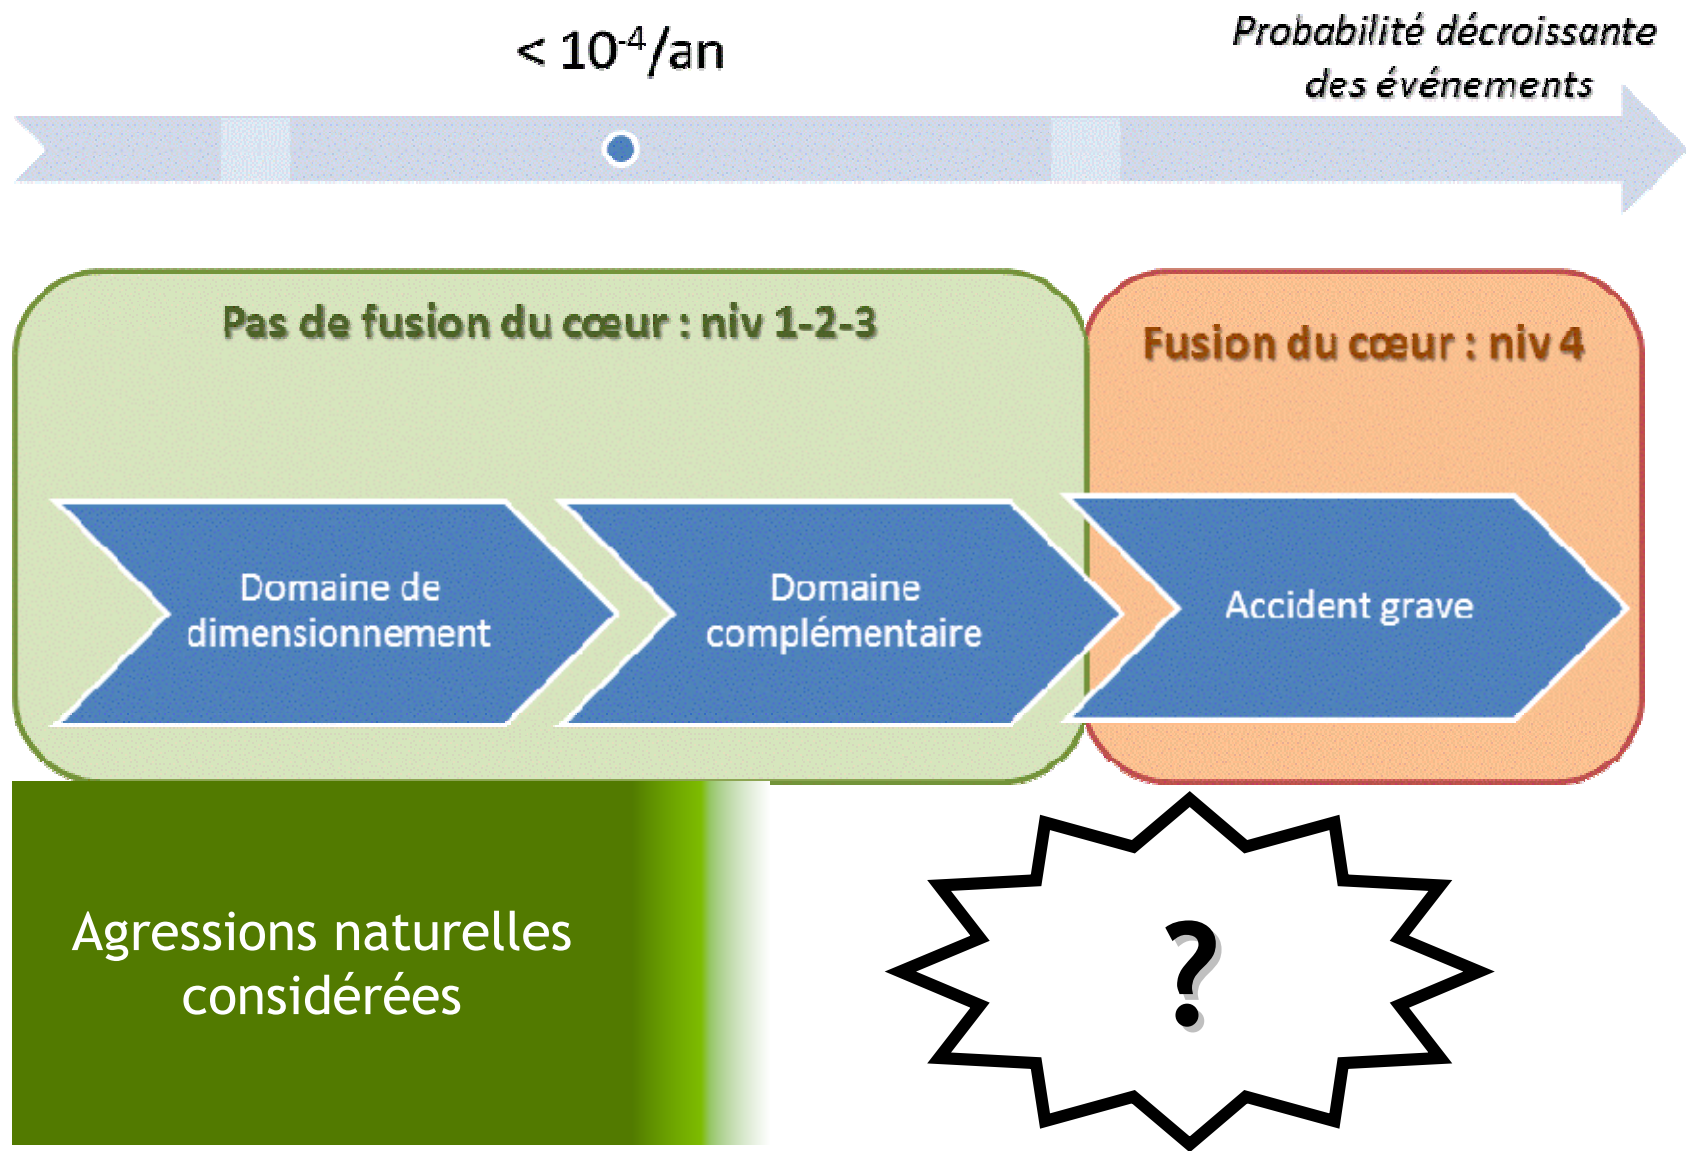 < 10⁻⁴/an
Probabilité décroissante
des événements
Pas de fusion du cœur : niv 1-2-3
Fusion du cœur : niv 4
Domaine de
dimensionnement
Domaine
complémentaire
Accident grave
Agressions naturelles
considérées
?